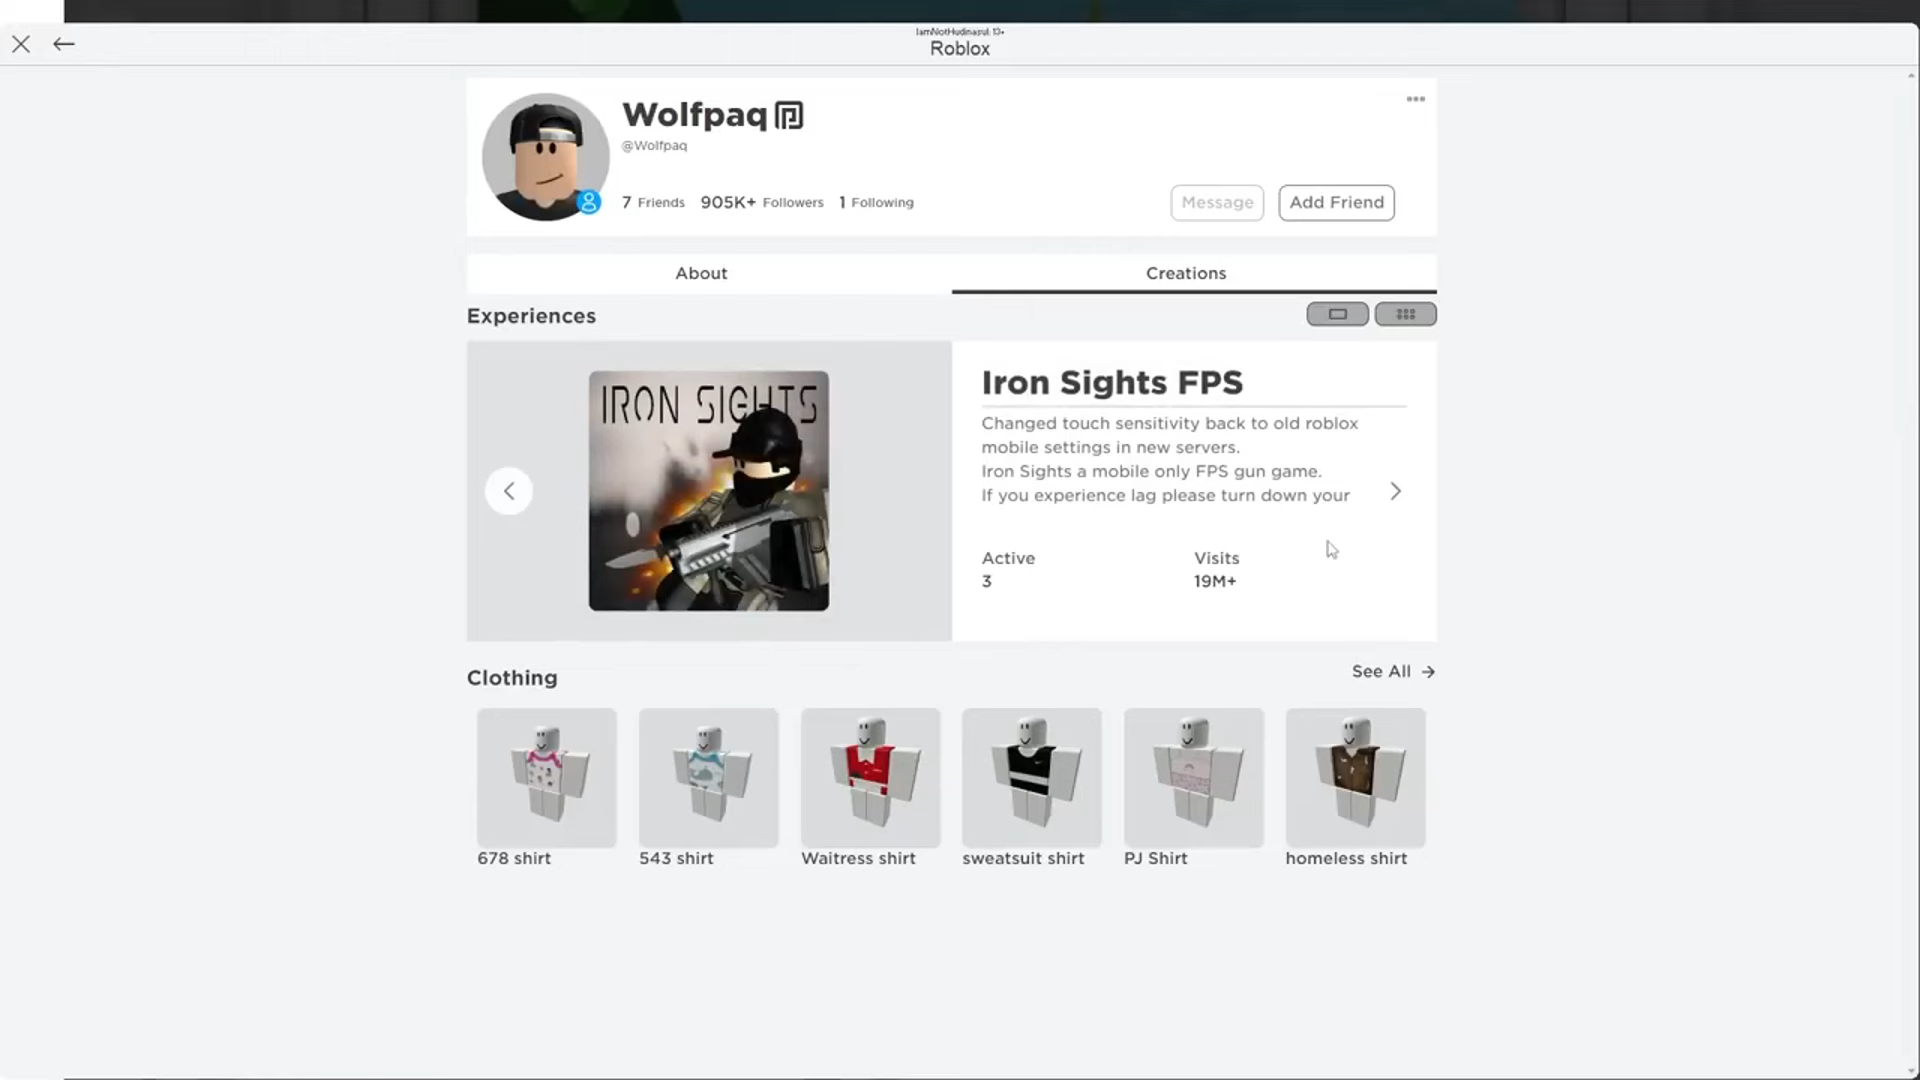 IamNotHudinasul: 13+
Roblox
Wolfpaq
@Wolfpaq
7 Friends 905K+ Followers 1 Following
Message
Add Friend
About
Creations
Experiences
IRON SIGHTS
Iron Sights FPS
Changed touch sensitivity back to old roblox
mobile settings in new servers.
Iron Sights a mobile only FPS gun game.
If you experience lag please turn down your
Active
Visits
3
19M+
Clothing
See All
678 shirt
543 shirt
Waitress shirt
sweatsuit shirt
PJ Shirt
homeless shirt